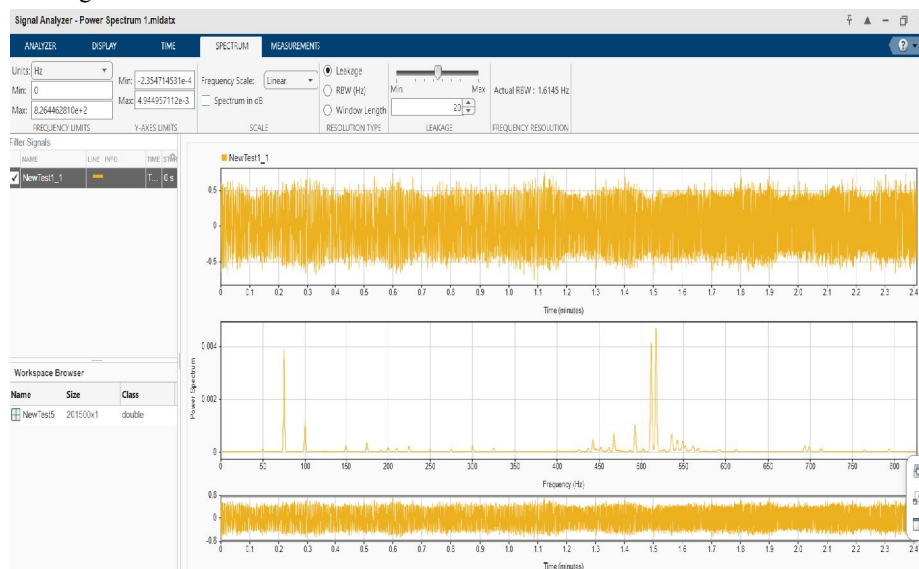 Signal Analyzer - Power Spectrum 1.mldatx
ANALYZER DISPLAY TIME SPECTRUM MEASUREMENTS
Units: Hz
Min: 0
Max: 8.264462810e+2
FREQUENCY LIMITS
Min: -2.354714531e-4
Max: 4.944957112e-3
Y-AXES LIMITS
Frequency Scale: Linear
Spectrum in dB
SCALE
Leakage
RBW (Hz)
Window Length
RESOLUTION TYPE
Min Max
20
LEAKAGE
Actual RBW : 1.6145 Hz
FREQUENCY RESOLUTION
Filter Signals
NAME LINE INFO TIME
NewTest1_1 T... 0 s
NewTest1_1
0.5
0
-0.5
0 0.1 0.2 0.3 0.4 0.5 0.6 0.7 0.8 0.9 1.0 1.1 1.2 1.3 1.4 1.5 1.6 1.7 1.8 1.9 2.0 2.1 2.2 2.3 2.4
Time (minutes)
Power Spectrum
0.004
0.002
0
0 50 100 150 200 250 300 350 400 450 500 550 600 650 700 750 800
Frequency (Hz)
Workspace Browser
Name Size Class
NewTest5 201500x1 double
0.8
0
-0.8
0 0.1 0.2 0.3 0.4 0.5 0.6 0.7 0.8 0.9 1.0 1.1 1.2 1.3 1.4 1.5 1.6 1.7 1.8 1.9 2.0 2.1 2.2 2.3 2.4
Time (minutes)